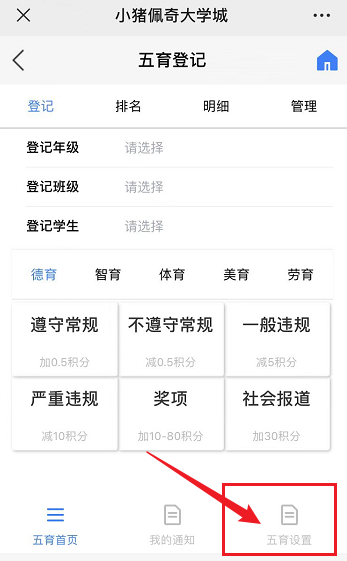 小猪佩奇大学城
五育登记
登记 排名 明细 管理
登记年级 请选择
登记班级 请选择
登记学生 请选择
德育 智育 体育 美育 劳育
遵守常规 不遵守常规 一般违规
加0.5积分 减0.5积分 减5积分
严重违规 奖项 社会报道
减10积分 加10-80积分 加30积分
五育首页 我的通知 五育设置